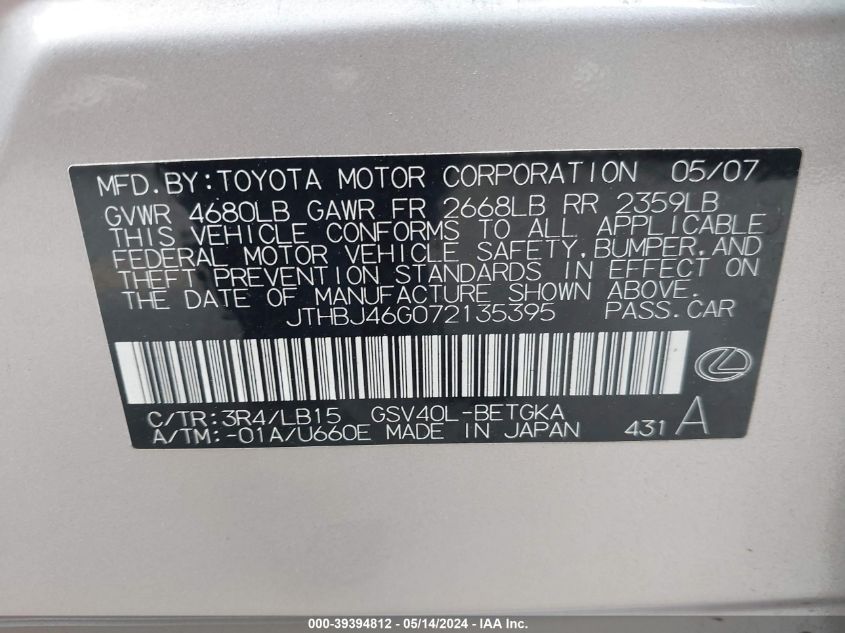 MFD.BY:TOYOTA MOTOR CORPORATION 05/07
GVWR 4680LB GAWR FR 2668LB RR 2359LB
THIS VEHICLE CONFORMS TO ALL APPLICABLE
FEDERAL MOTOR VEHICLE SAFETY,BUMPER,AND
THEFT PREVENTION STANDARDS IN EFFECT ON
THE DATE OF MANUFACTURE SHOWN ABOVE.
JTHBJ46G072135395 PASS.CAR
C/TR:3R4/LB15 GSV40L-BETGKA
A/TM:-01A/U660E MADE IN JAPAN 431 A
000-39394812 - 05/14/2024 - IAA Inc.